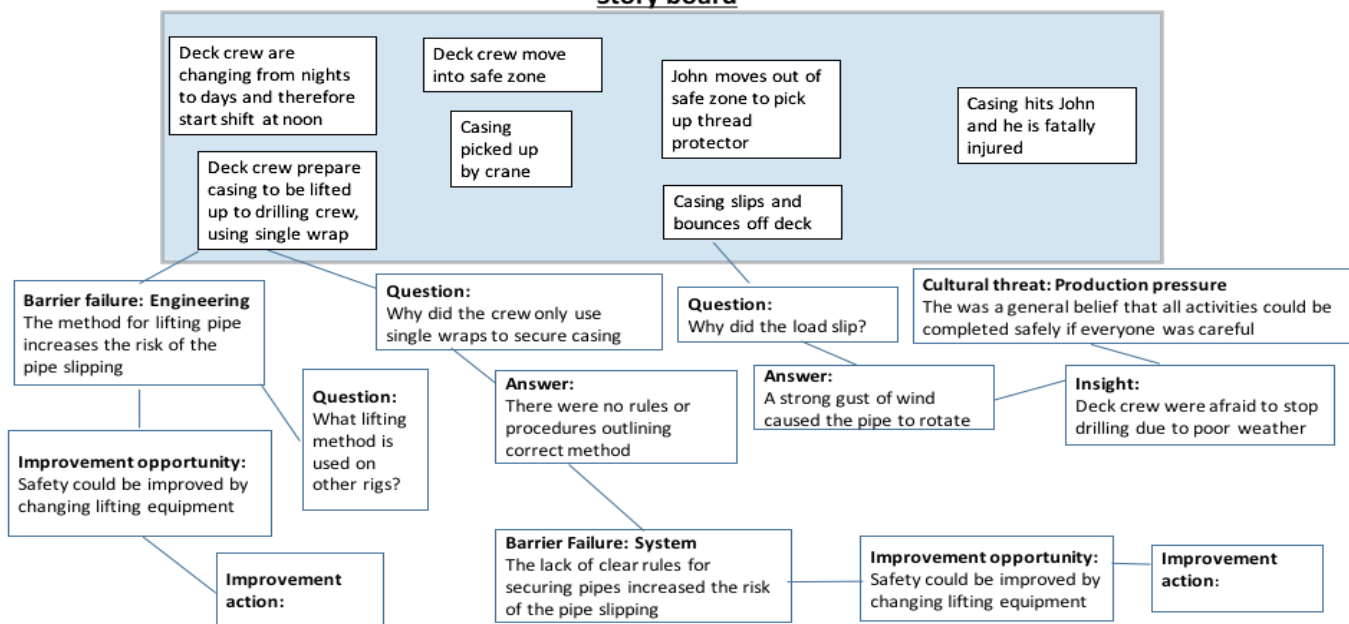 Story board
Deck crew are
changing from nights
to days and therefore
start shift at noon
Deck crew move
into safe zone
John moves out of
safe zone to pick
up thread
protector
Casing hits John
and he is fatally
injured
Casing
picked up
by crane
Deck crew prepare
casing to be lifted
up to drilling crew,
using single wrap
Casing slips and
bounces off deck
Barrier failure: Engineering
The method for lifting pipe
increases the risk of the
pipe slipping
Question:
Why did the crew only use
single wraps to secure casing
Question:
Why did the load slip?
Cultural threat: Production pressure
The was a general belief that all activities could be
completed safely if everyone was careful
Question:
What lifting
method is
used on
other rigs?
Answer:
There were no rules or
procedures outlining
correct method
Answer:
A strong gust of wind
caused the pipe to rotate
Insight:
Deck crew were afraid to stop
drilling due to poor weather
Improvement opportunity:
Safety could be improved by
changing lifting equipment
Improvement
action:
Barrier Failure: System
The lack of clear rules for
securing pipes increased the risk
of the pipe slipping
Improvement opportunity:
Safety could be improved by
changing lifting equipment
Improvement
action: